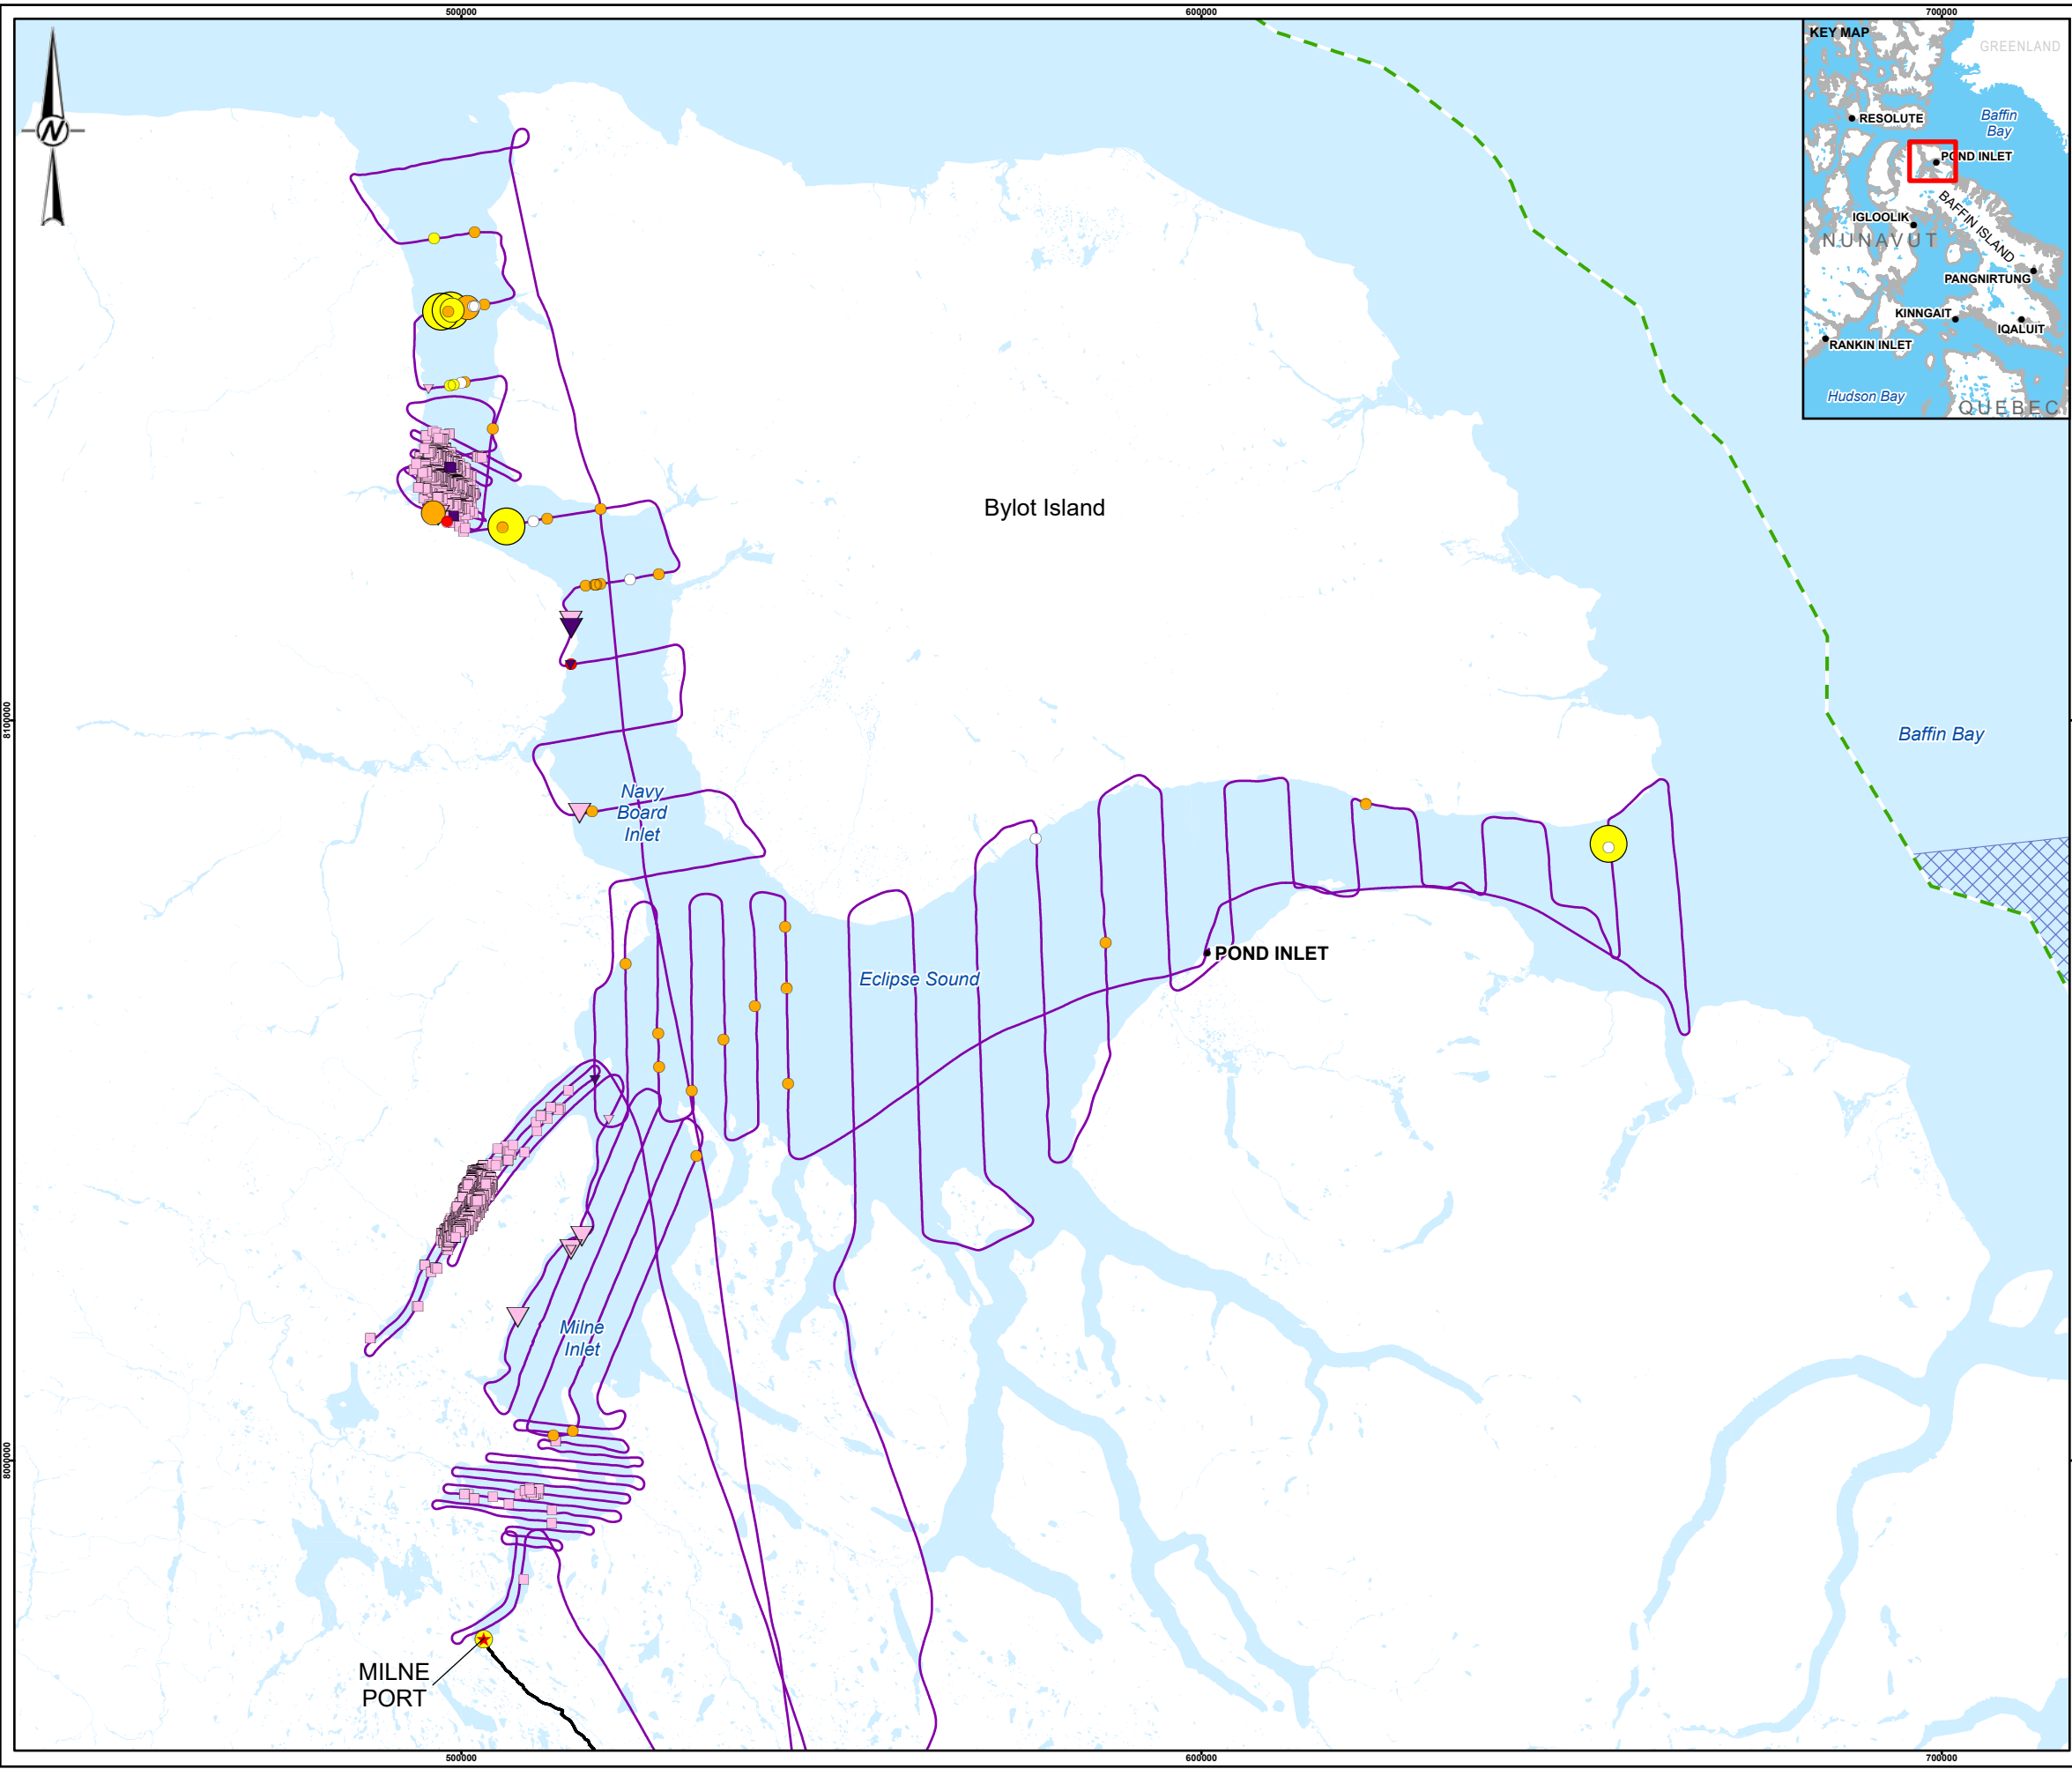 500000
600000
700000
N
KEY MAP
GREENLAND
RESOLUTE
Baffin
Bay
POND INLET
IGLOOLIK
BAFFIN ISLAND
NUNAVUT
PANGNIRTUNG
KINNGAIT
IQALUIT
RANKIN INLET
Hudson Bay
QUEBEC
Bylot Island
8100000
Baffin Bay
Navy
Board
Inlet
POND INLET
Eclipse Sound
Milne
Inlet
8000000
MILNE
PORT
500000
600000
700000